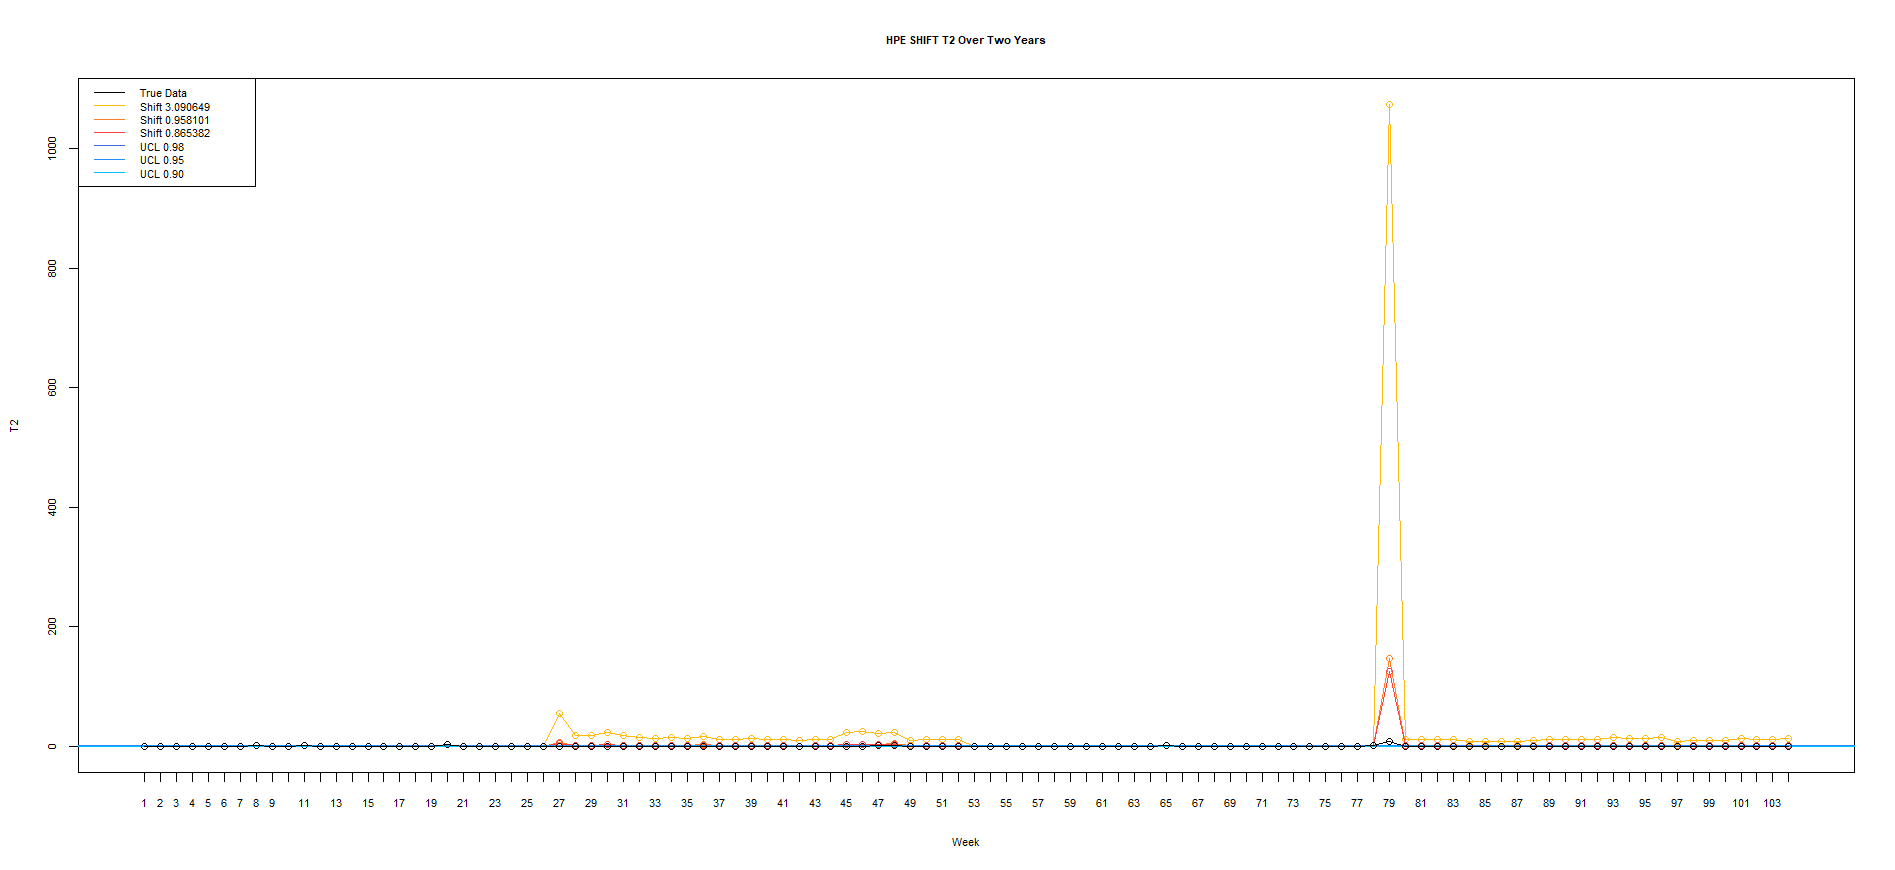 HPE SHIFT T2 Over Two Years
True Data
Shift 3.090649
Shift 0.958101
Shift 0.865382
UCL 0.98
UCL 0.95
UCL 0.90
1000
800
600
400
200
0
T2
1 2 3 4 5 6 7 8 9 11 13 15 17 19 21 23 25 27 29 31 33 35 37 39 41 43 45 47 49 51 53 55 57 59 61 63 65 67 69 71 73 75 77 79 81 83 85 87 89 91 93 95 97 99 101 103
Week